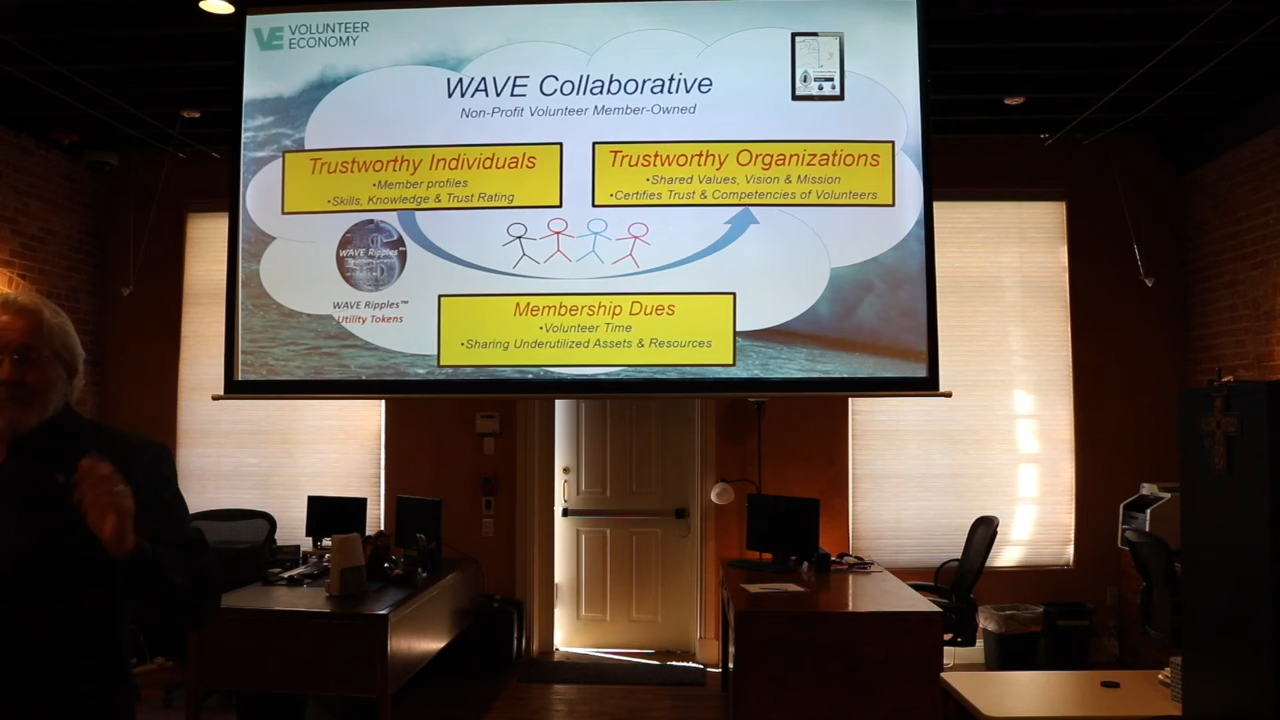 VE VOLUNTEER
ECONOMY
WAVE Collaborative
Non-Profit Volunteer Member-Owned
Trustworthy Individuals
•Member profiles
•Skills, Knowledge & Trust Rating
Trustworthy Organizations
•Shared Values, Vision & Mission
•Certifies Trust & Competencies of Volunteers
WAVE Ripples™
WAVE Ripples™
Utility Tokens
Membership Dues
•Volunteer Time
•Sharing Underutilized Assets & Resources